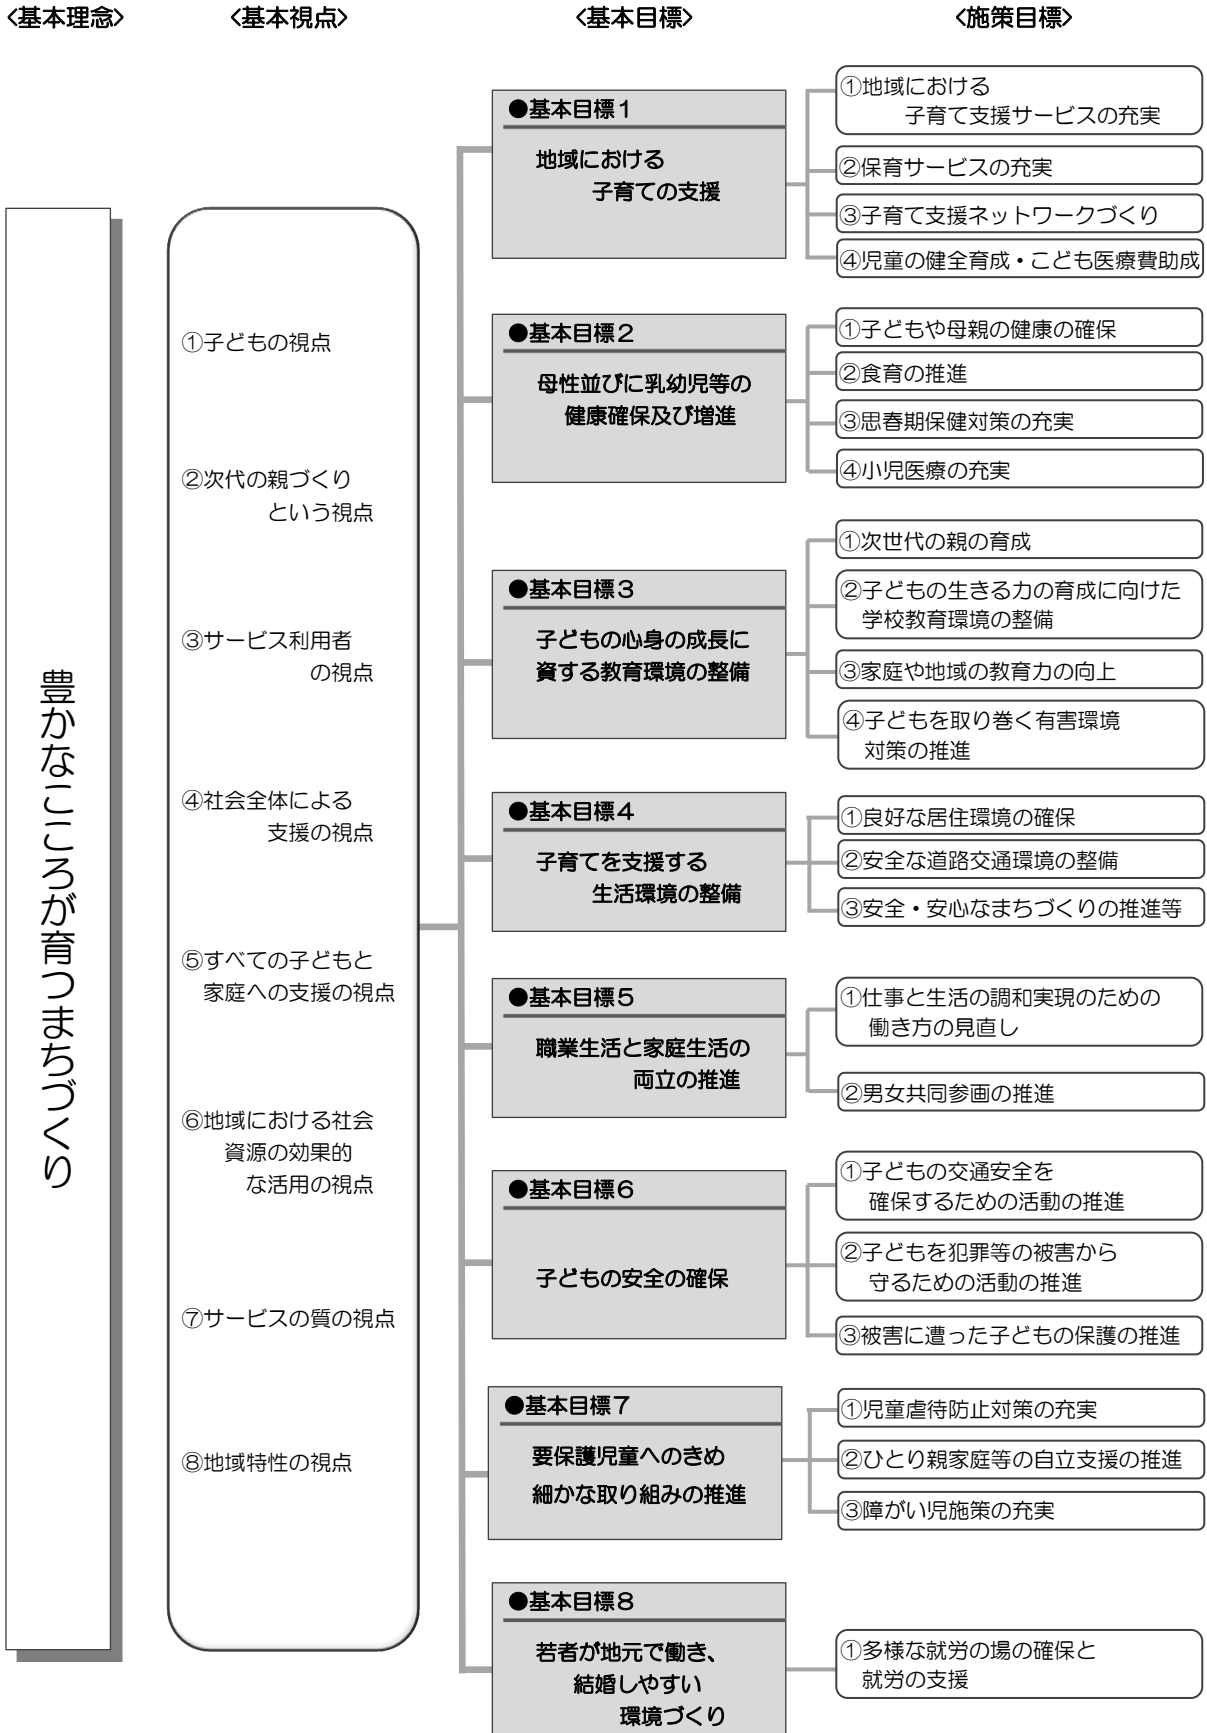 <基本理念>
<基本視点>
<基本目標>
<施策目標>
豊かなこころが育つまちづくり
①子どもの視点
②次代の親づくり
という視点
③サービス利用者
の視点
④社会全体による
支援の視点
⑤すべての子どもと
家庭への支援の視点
⑥地域における社会
資源の効果的
な活用の視点
⑦サービスの質の視点
⑧地域特性の視点
●基本目標1
地域における
子育ての支援
①地域における
子育て支援サービスの充実
②保育サービスの充実
③子育て支援ネットワークづくり
④児童の健全育成・こども医療費助成
●基本目標2
母性並びに乳幼児等の
健康確保及び増進
①子どもや母親の健康の確保
②食育の推進
③思春期保健対策の充実
④小児医療の充実
●基本目標3
子どもの心身の成長に
資する教育環境の整備
①次世代の親の育成
②子どもの生きる力の育成に向けた
学校教育環境の整備
③家庭や地域の教育力の向上
④子どもを取り巻く有害環境
対策の推進
●基本目標4
子育てを支援する
生活環境の整備
①良好な居住環境の確保
②安全な道路交通環境の整備
③安全・安心なまちづくりの推進等
●基本目標5
職業生活と家庭生活の
両立の推進
①仕事と生活の調和実現のための
働き方の見直し
②男女共同参画の推進
●基本目標6
子どもの安全の確保
①子どもの交通安全を
確保するための活動の推進
②子どもを犯罪等の被害から
守るための活動の推進
③被害に遭った子どもの保護の推進
●基本目標7
要保護児童へのきめ
細かな取り組みの推進
①児童虐待防止対策の充実
②ひとり親家庭等の自立支援の推進
③障がい児施策の充実
●基本目標8
若者が地元で働き、
結婚しやすい
環境づくり
①多様な就労の場の確保と
就労の支援